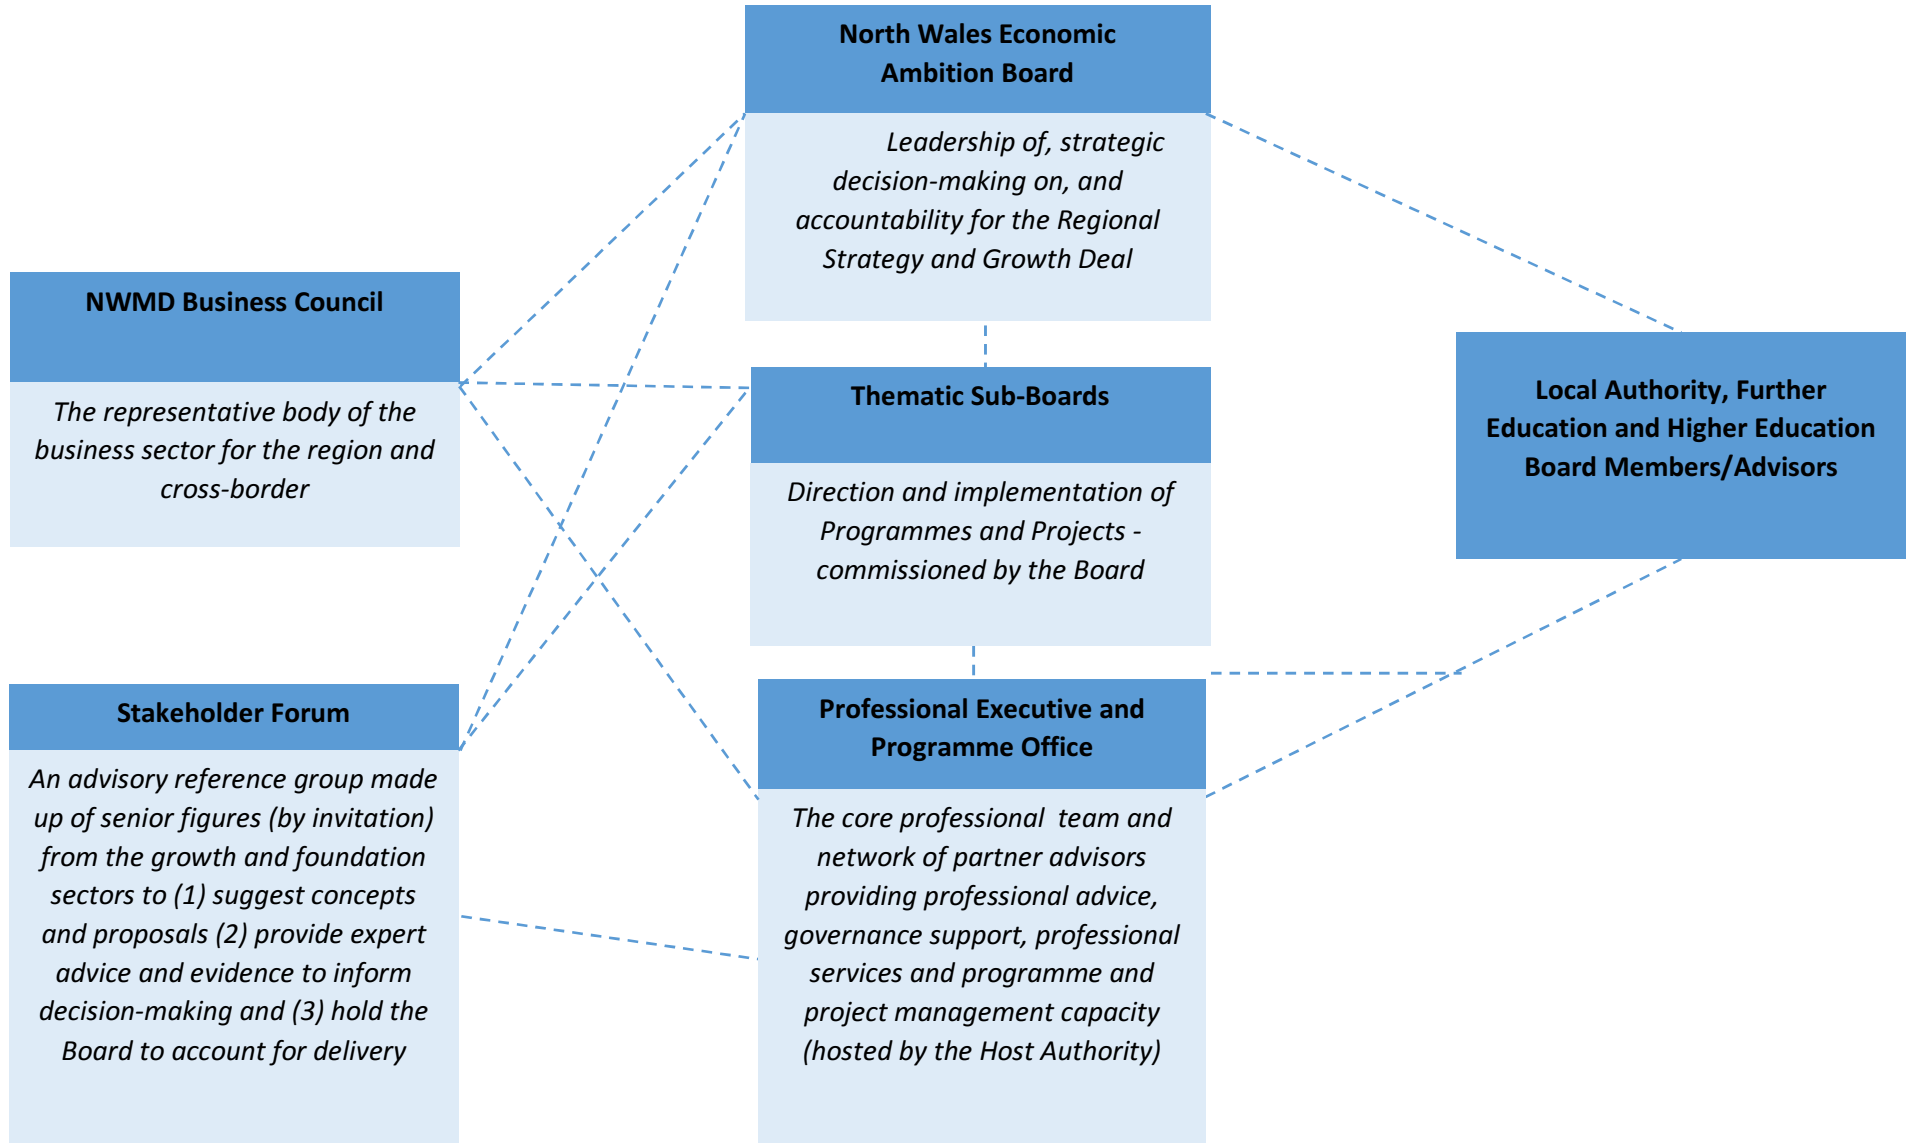 North Wales Economic
Ambition Board
Leadership of, strategic
decision-making on, and
accountability for the Regional
Strategy and Growth Deal
NWMD Business Council
The representative body of the
business sector for the region and
cross-border
Thematic Sub-Boards
Direction and implementation of
Programmes and Projects -
commissioned by the Board
Local Authority, Further
Education and Higher Education
Board Members/Advisors
Stakeholder Forum
An advisory reference group made
up of senior figures (by invitation)
from the growth and foundation
sectors to (1) suggest concepts
and proposals (2) provide expert
advice and evidence to inform
decision-making and (3) hold the
Board to account for delivery
Professional Executive and
Programme Office
The core professional team and
network of partner advisors
providing professional advice,
governance support, professional
services and programme and
project management capacity
(hosted by the Host Authority)